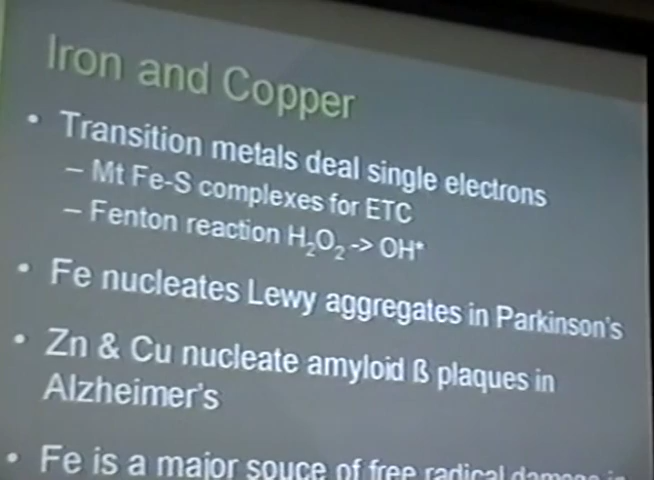 Iron and Copper
• Transition metals deal single electrons
– Mt Fe-S complexes for ETC
– Fenton reaction H₂O₂ -> OH*
• Fe nucleates Lewy aggregates in Parkinson's
• Zn & Cu nucleate amyloid ß plaques in
Alzheimer's
• Fe is a major souce of free radical damage in